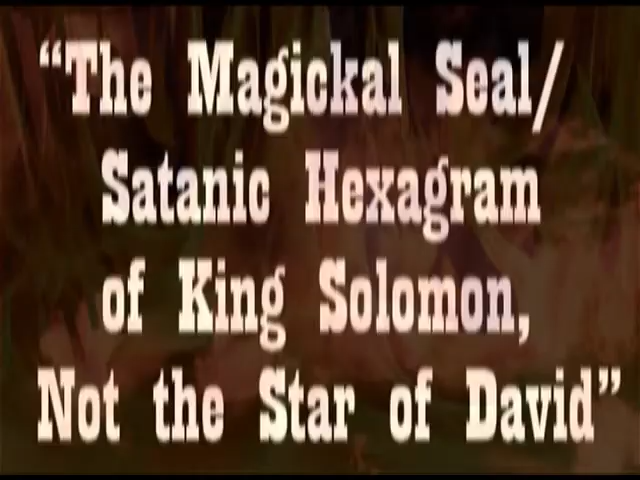 “The Magickal Seal/
Satanic Hexagram
of King Solomon,
Not the Star of David”